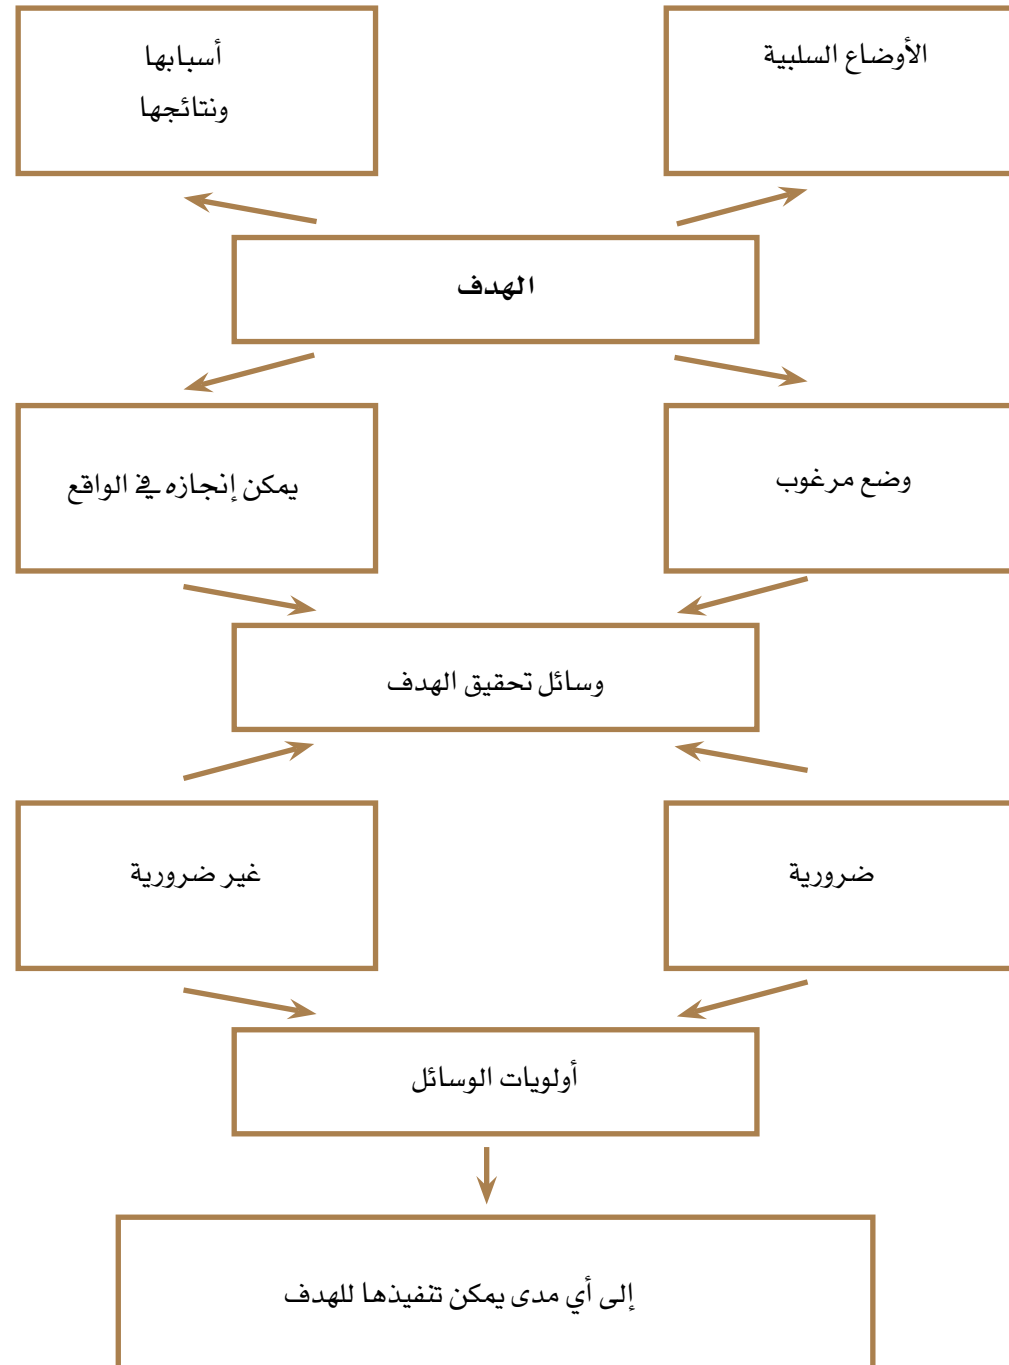 الأوضاع السلبية
أسبابها
ونتائجها
الهدف
وضع مرغوب
يمكن إنجازه في الواقع
وسائل تحقيق الهدف
ضرورية
غير ضرورية
أولويات الوسائل
إلى أي مدى يمكن تنفيذها للهدف